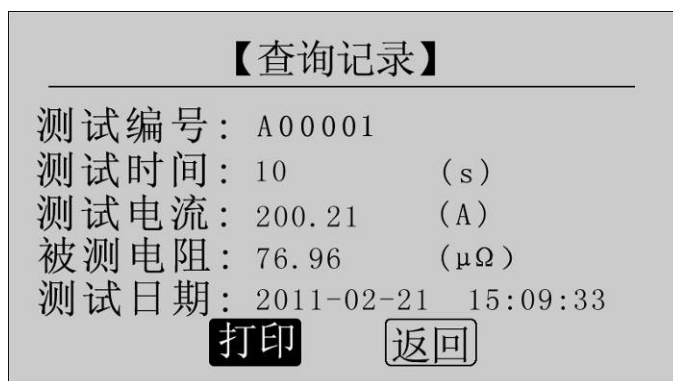 【查询记录】
测试编号: A00001
测试时间: 10 (s)
测试电流: 200.21 (A)
被测电阻: 76.96 (μΩ)
测试日期: 2011-02-21 15:09:33
打印 返回